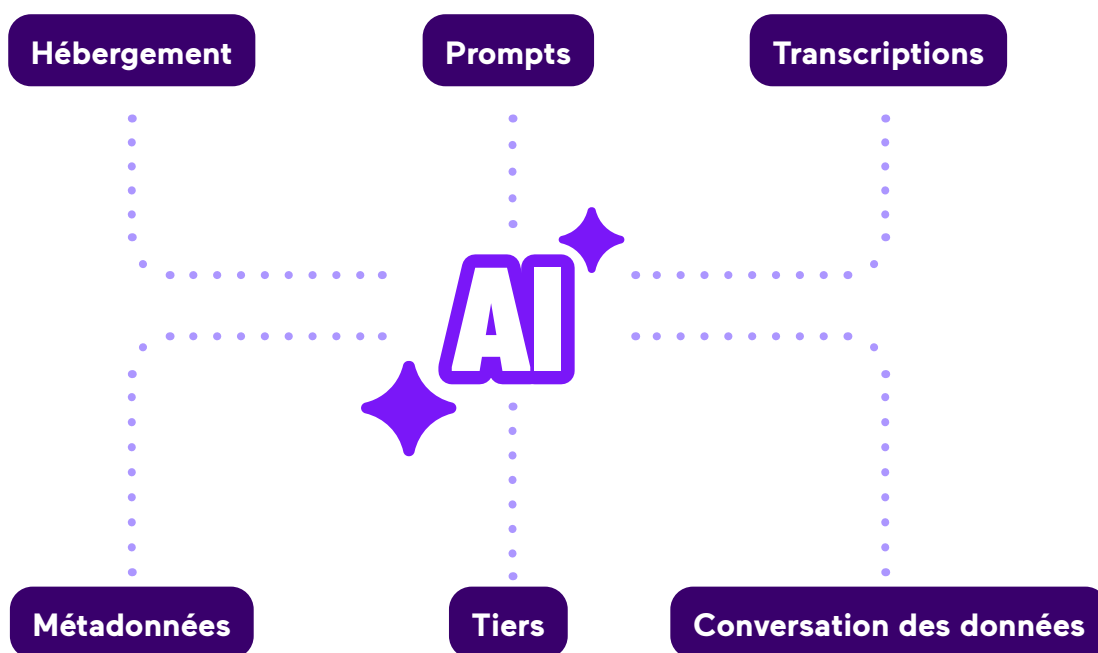 Hébergement
Prompts
Transcriptions
AI
Métadonnées
Tiers
Conversation des données